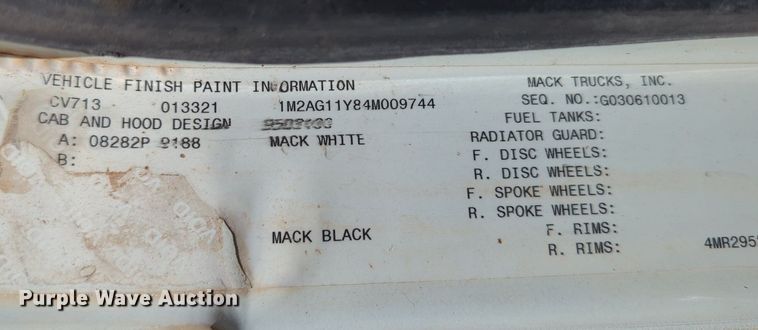 VEHICLE FINISH PAINT INFORMATION
CV713 013321 1M2AG11Y84M009744
CAB AND HOOD DESIGN
A: 08282P 9188 MACK WHITE
B:
MACK BLACK
MACK TRUCKS, INC.
SEQ. NO.:G030610013
FUEL TANKS:
RADIATOR GUARD:
F. DISC WHEELS:
R. DISC WHEELS:
F. SPOKE WHEELS:
R. SPOKE WHEELS:
F. RIMS:
R. RIMS: 4MR295
Purple Wave Auction